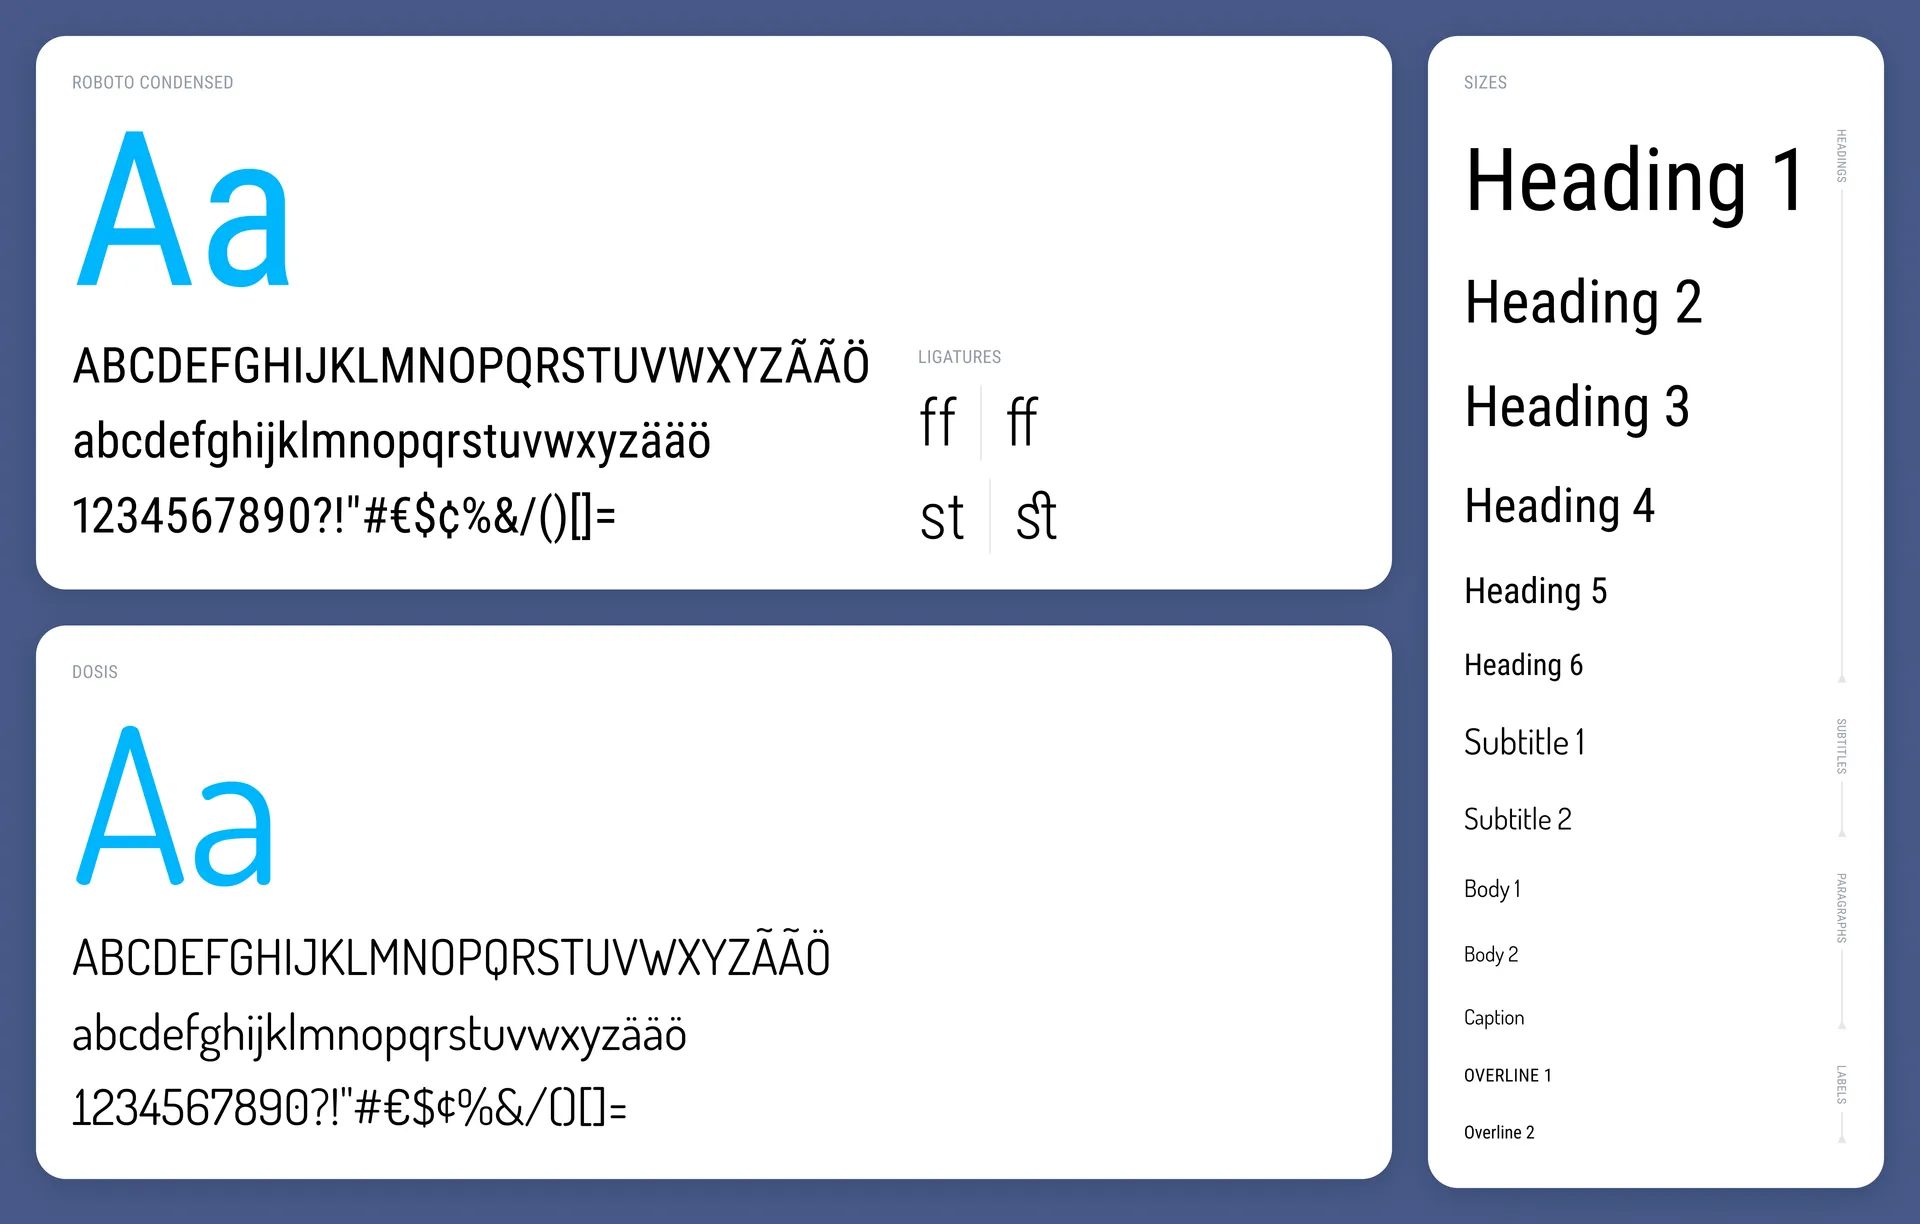 ROBOTO CONDENSED
Aa
ABCDEFGHIJKLMNOPQRSTUVWXYZÃÃÖ
abcdefghijklmnopqrstuvwxyzääö
1234567890?!"#€$¢%&/()[]=
LIGATURES
ff ff
st st
DOSIS
Aa
ABCDEFGHIJKLMNOPQRSTUVWXYZÃÃÖ
abcdefghijklmnopqrstuvwxyzääö
1234567890?!"#€$¢%&/()[]=
SIZES
HEADINGS
Heading 1
Heading 2
Heading 3
Heading 4
Heading 5
Heading 6
SUBTITLES
Subtitle 1
Subtitle 2
PARAGRAPHS
Body 1
Body 2
Caption
LABELS
OVERLINE 1
Overline 2